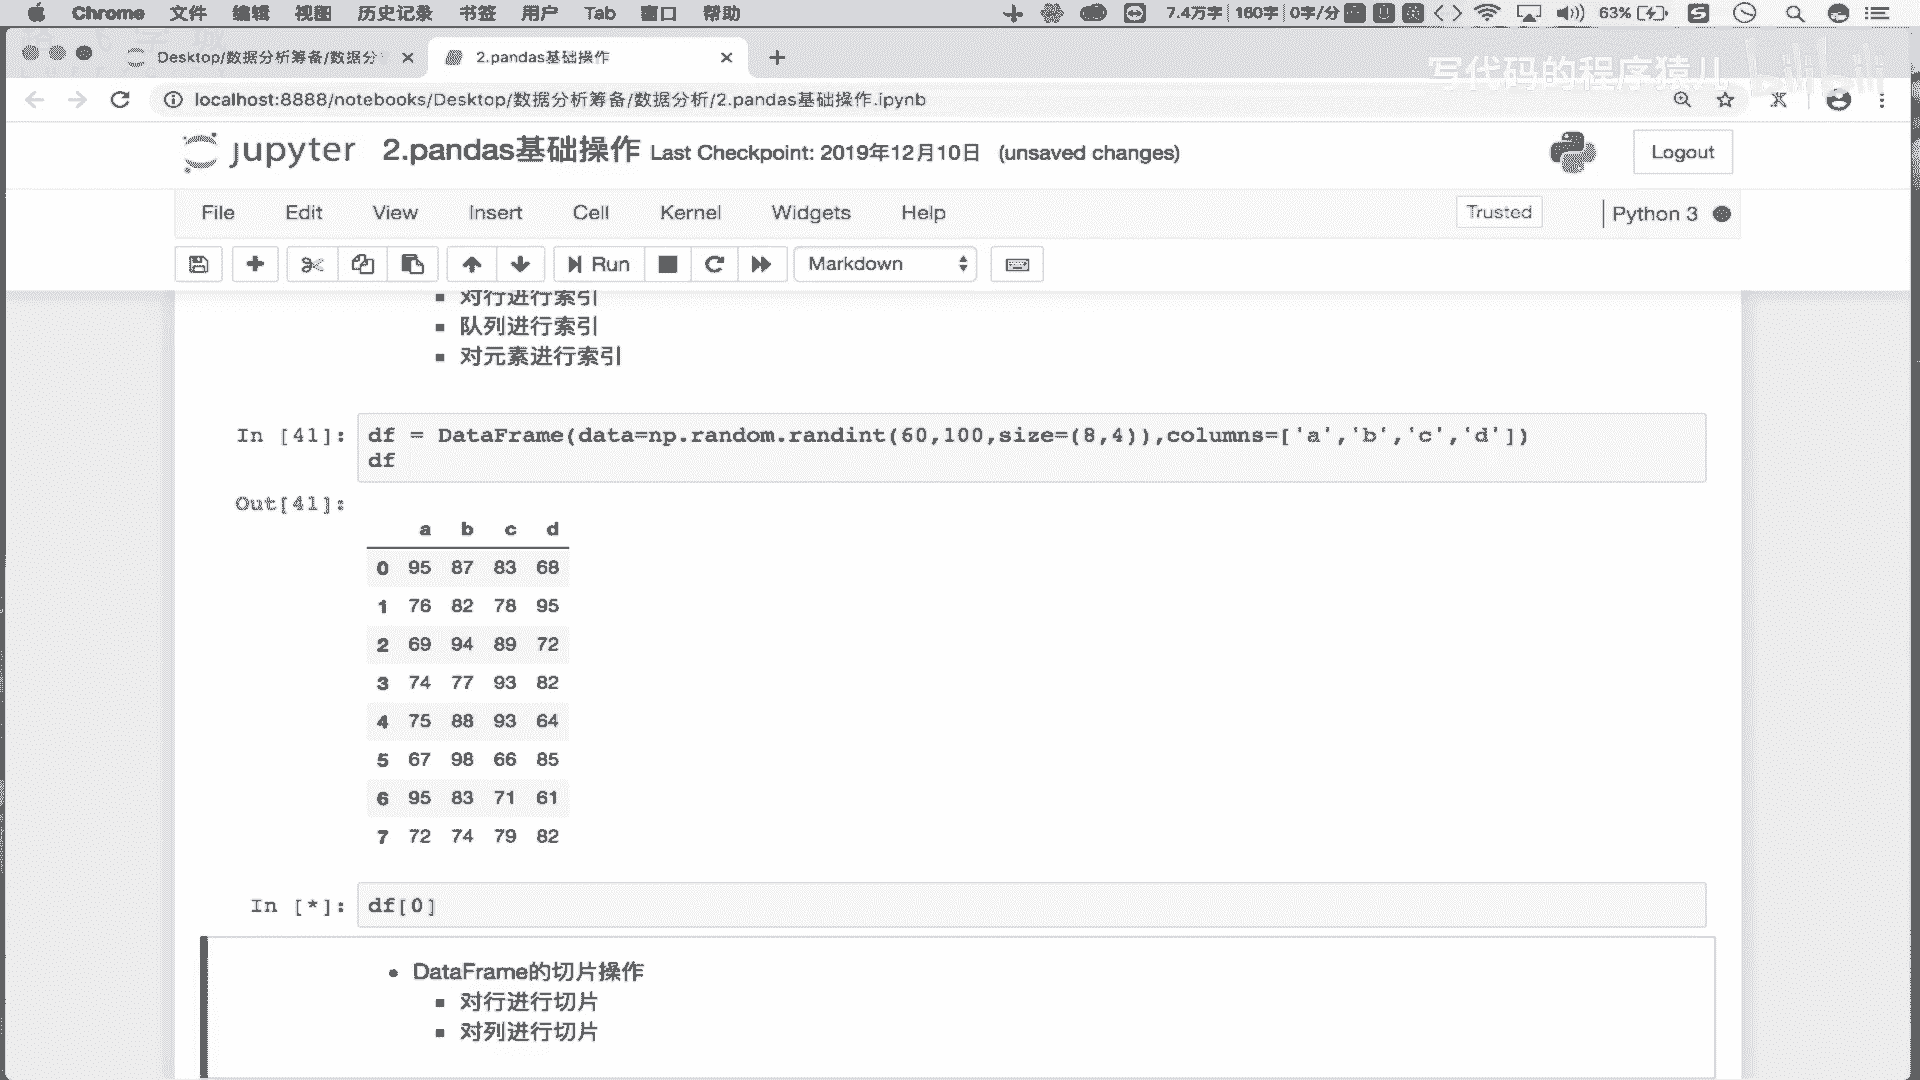 Chrome 文件 编辑 视图 历史记录 书签 用户 Tab 窗口 帮助 7.4万字 160字 0字/分 63%
Desktop/数据分析筹备/数据分
2.pandas基础操作
写代码的程序猿儿 bilibili
localhost:8888/notebooks/Desktop/数据分析筹备/数据分析/2.pandas基础操作.ipynb
jupyter 2.pandas基础操作 Last Checkpoint: 2019年12月10日 (unsaved changes)
Logout
File Edit View Insert Cell Kernel Widgets Help Trusted Python 3
Run Markdown
对行进行索引
队列进行索引
对元素进行索引
In [41]: df = DataFrame(data=np.random.randint(60,100,size=(8,4)),columns=['a','b','c','d'])
df
Out[41]:
a b c d
0 95 87 83 68
1 76 82 78 95
2 69 94 89 72
3 74 77 93 82
4 75 88 93 64
5 67 98 66 85
6 95 83 71 61
7 72 74 79 82
In [*]: df[0]
DataFrame的切片操作
对行进行切片
对列进行切片